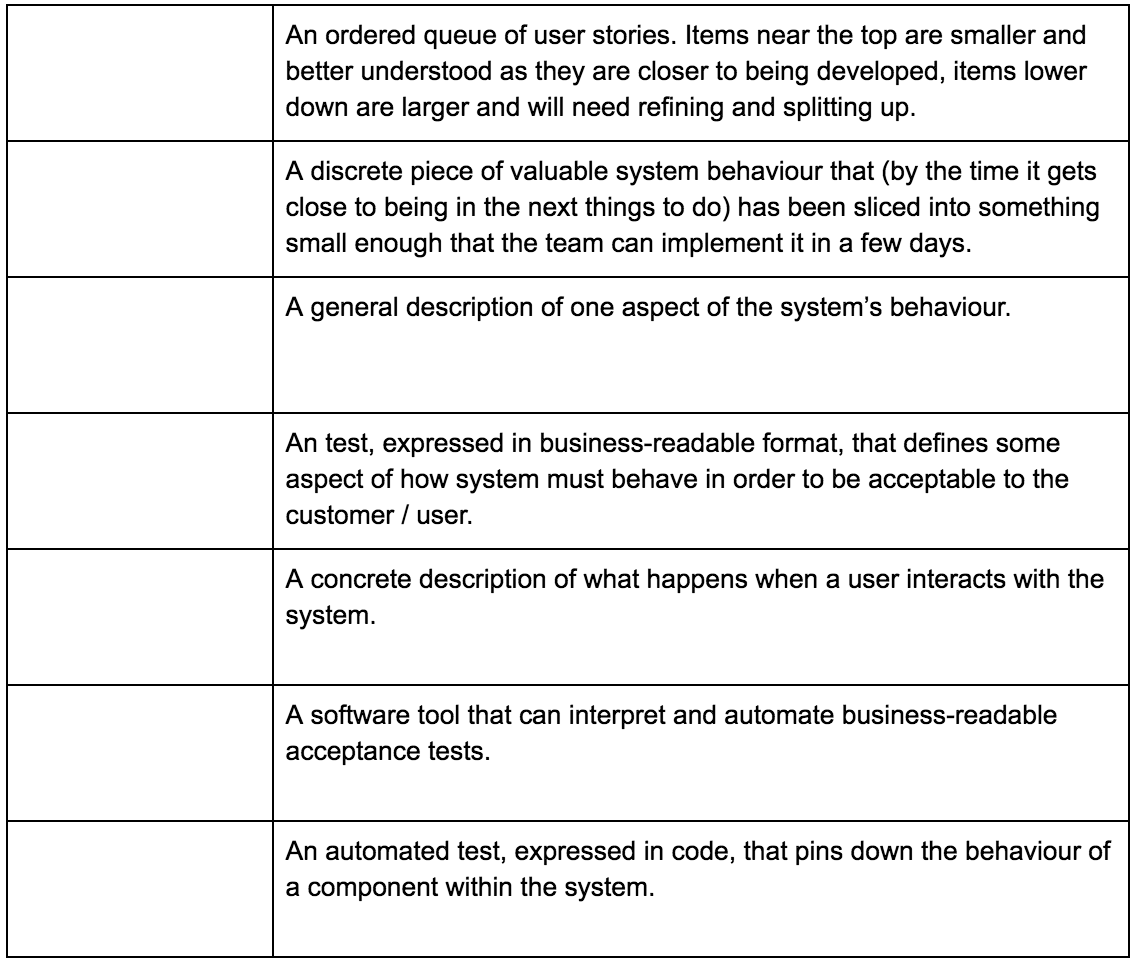 An ordered queue of user stories. Items near the top are smaller and
better understood as they are closer to being developed, items lower
down are larger and will need refining and splitting up.
A discrete piece of valuable system behaviour that (by the time it gets
close to being in the next things to do) has been sliced into something
small enough that the team can implement it in a few days.
A general description of one aspect of the system’s behaviour.
An test, expressed in business-readable format, that defines some
aspect of how system must behave in order to be acceptable to the
customer / user.
A concrete description of what happens when a user interacts with the
system.
A software tool that can interpret and automate business-readable
acceptance tests.
An automated test, expressed in code, that pins down the behaviour of
a component within the system.